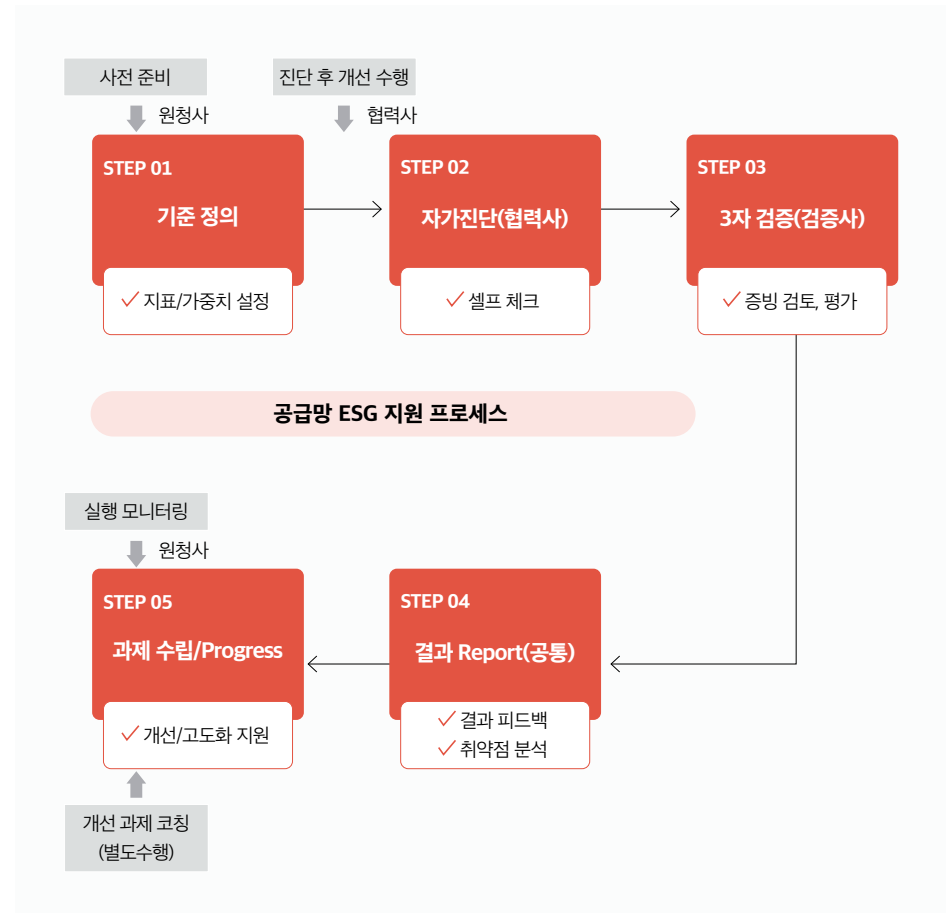 사전 준비
진단 후 개선 수행
원청사
협력사
STEP 01
기준 정의
✓ 지표/가중치 설정
STEP 02
자가진단(협력사)
✓ 셀프 체크
STEP 03
3자 검증(검증사)
✓ 증빙 검토, 평가
공급망 ESG 지원 프로세스
STEP 04
결과 Report(공통)
✓ 결과 피드백
✓ 취약점 분석
실행 모니터링
원청사
STEP 05
과제 수립/Progress
✓ 개선/고도화 지원
개선 과제 코칭
(별도수행)